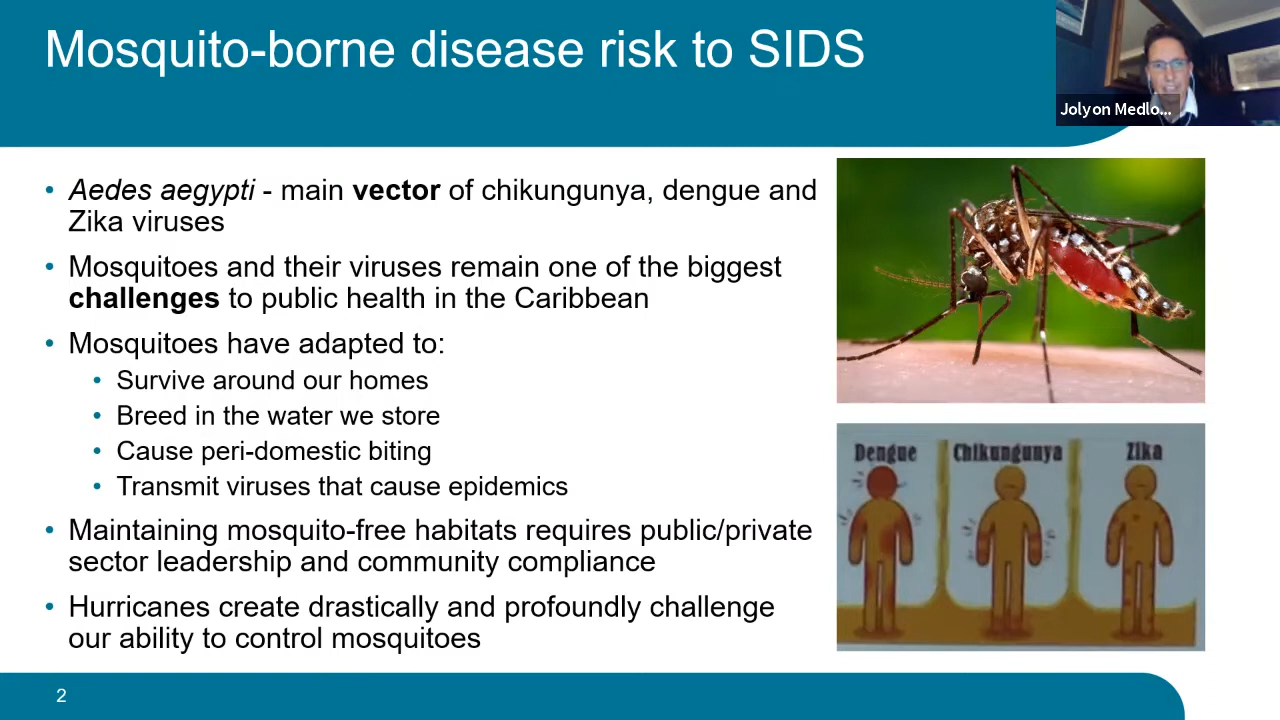 Mosquito-borne disease risk to SIDS
Jolyon Medlo...
• Aedes aegypti - main vector of chikungunya, dengue and
Zika viruses
• Mosquitoes and their viruses remain one of the biggest
challenges to public health in the Caribbean
• Mosquitoes have adapted to:
• Survive around our homes
• Breed in the water we store
• Cause peri-domestic biting
• Transmit viruses that cause epidemics
• Maintaining mosquito-free habitats requires public/private
sector leadership and community compliance
• Hurricanes create drastically and profoundly challenge
our ability to control mosquitoes
Dengue Chikungunya Zika
2